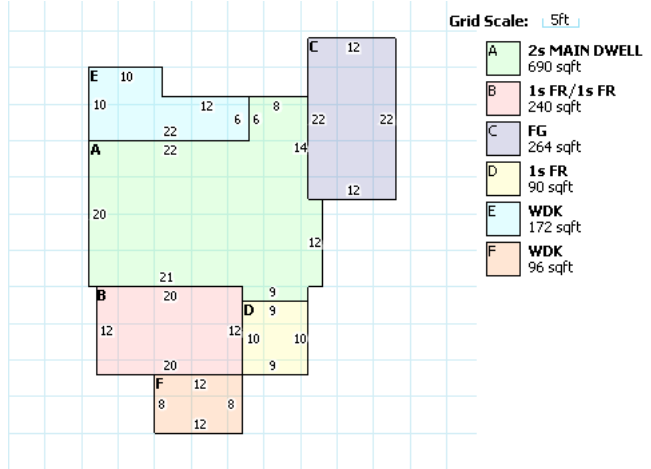 Grid Scale: 5ft
A 2s MAIN DWELL
690 sqft
B 1s FR/1s FR
240 sqft
C FG
264 sqft
D 1s FR
90 sqft
E WDK
172 sqft
F WDK
96 sqft
C 12
E 10
10 12 8
6 6 22 22
22
A 22 14
12
20
12
21
9
B 20
D 9
12 12 10 10
20 9
F 12
8 8
12